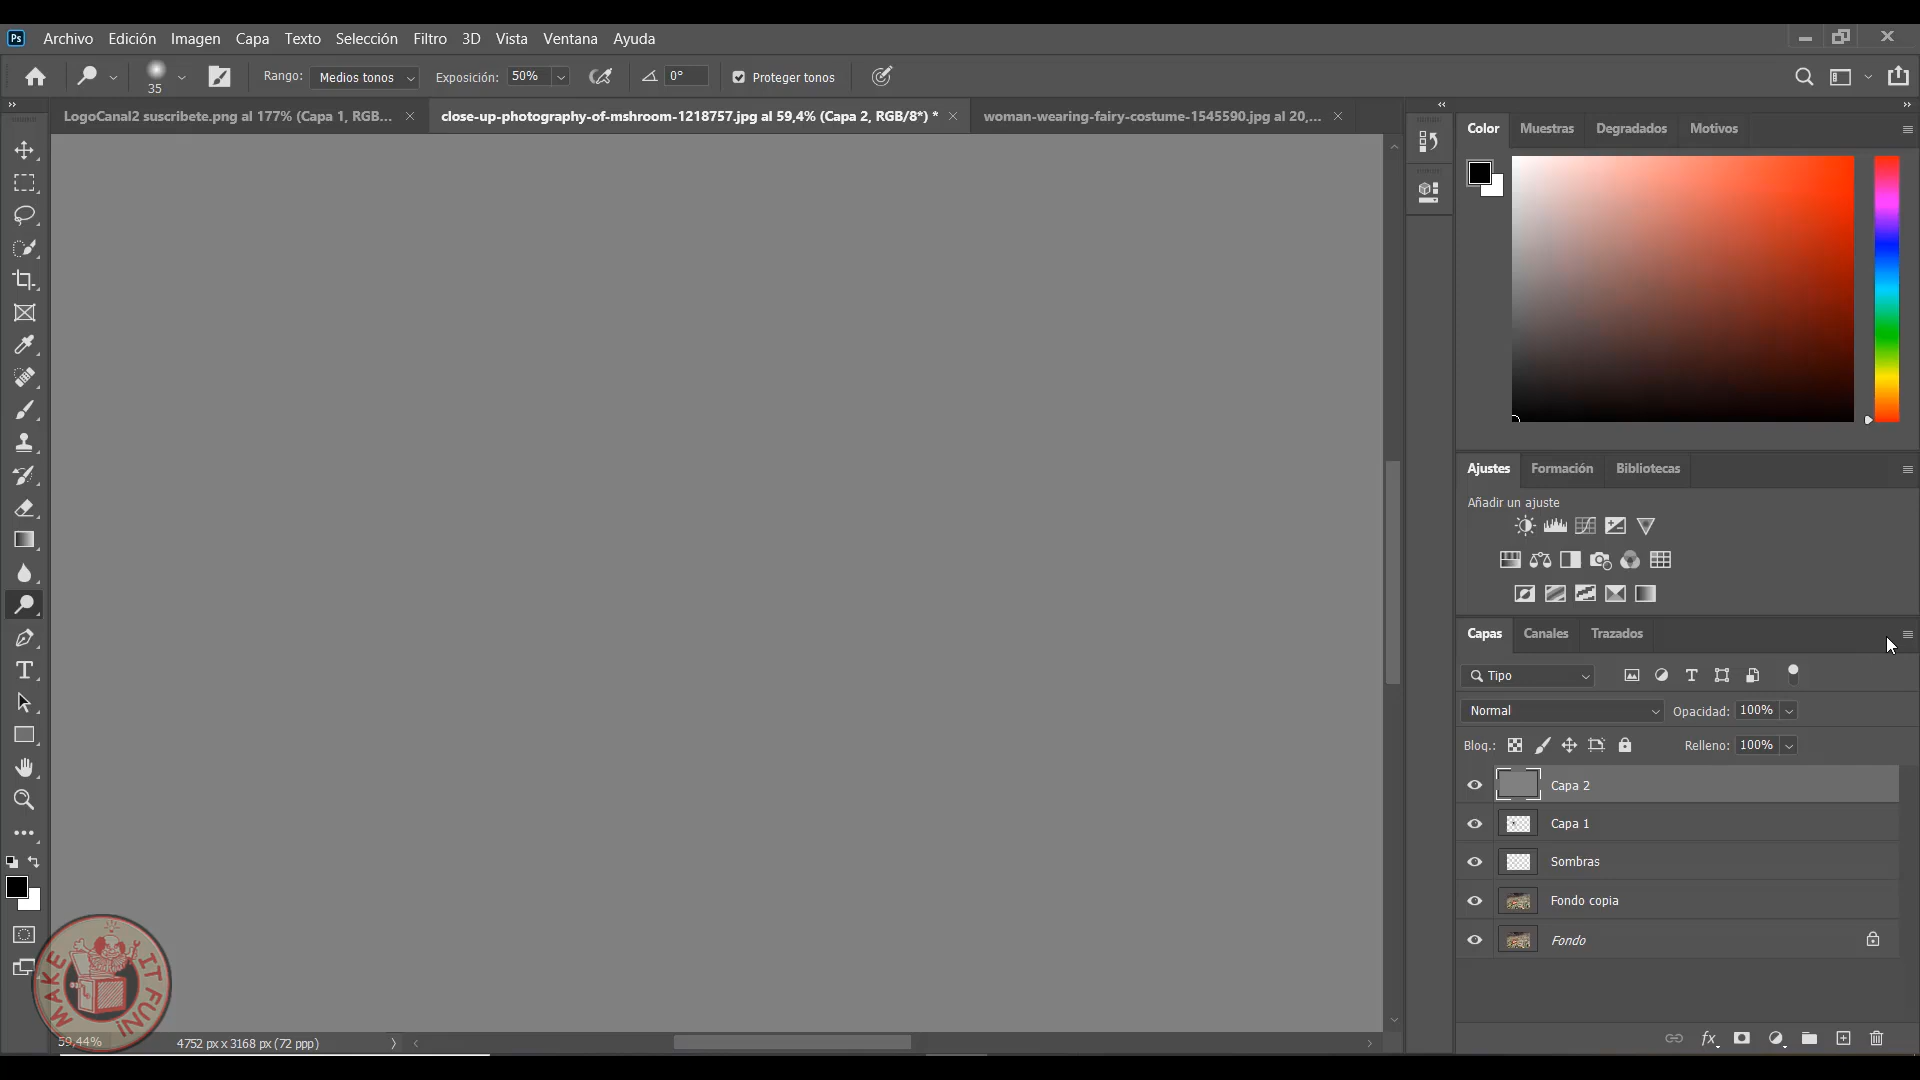 Ps Archivo Edición Imagen Capa Texto Selección Filtro 3D Vista Ventana Ayuda
35 Rango: Medios tonos Exposición: 50% 0° Proteger tonos
LogoCanal2 suscribete.png al 177% (Capa 1, RGB... close-up-photography-of-mshroom-1218757.jpg al 59,4% (Capa 2, RGB/8*) * woman-wearing-fairy-costume-1545590.jpg al 20,...
Color Muestras Degradados Motivos
Ajustes Formación Bibliotecas
Añadir un ajuste
Capas Canales Trazados
Tipo
Normal Opacidad: 100%
Bloq.: Relleno: 100%
Capa 2
Capa 1
Sombras
Fondo copia
Fondo
MAKE IT FUN!
59,44% 4752 px x 3168 px (72 ppp)